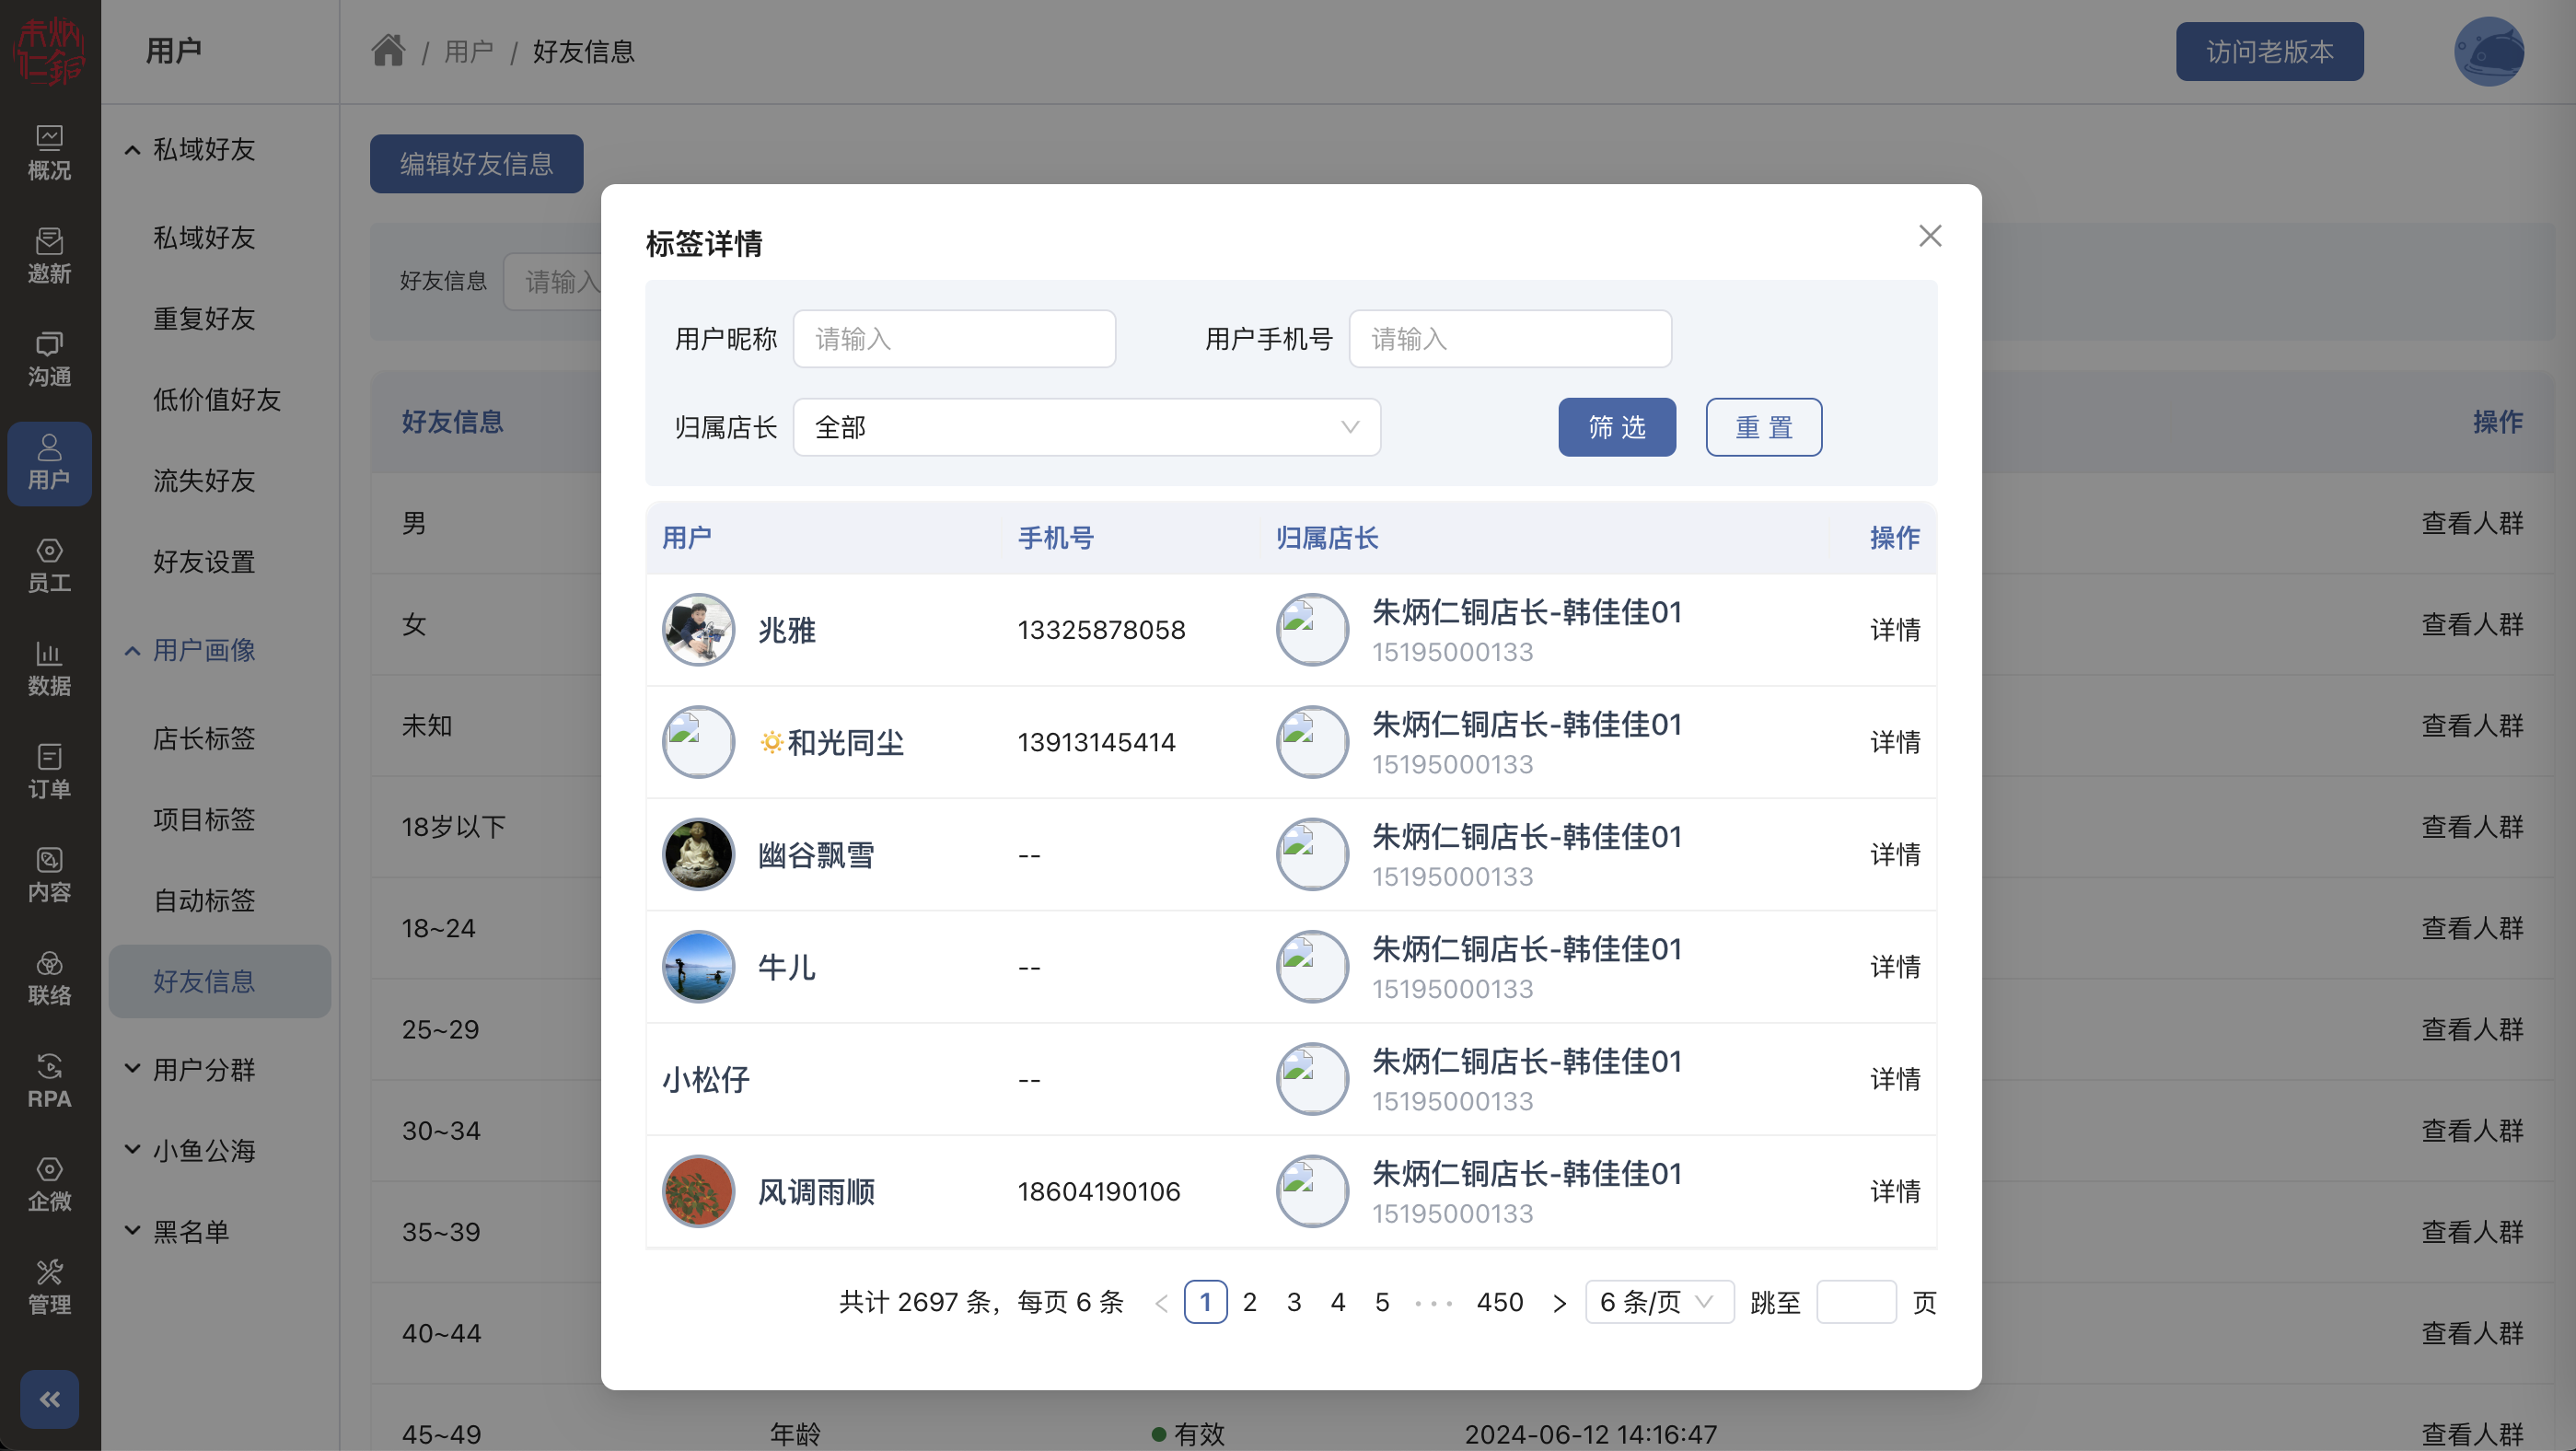 朱炳仁铜
用户
/ 用户 / 好友信息
访问老版本
概况
邀新
沟通
用户
员工
数据
订单
内容
联络
RPA
企微
管理
私域好友
私域好友
重复好友
低价值好友
流失好友
好友设置
用户画像
店长标签
项目标签
自动标签
好友信息
用户分群
小鱼公海
黑名单
编辑好友信息
好友信息 请输入
好友信息 操作
男 查看人群
女 查看人群
未知 查看人群
18岁以下 查看人群
18~24 查看人群
25~29 查看人群
30~34 查看人群
35~39 查看人群
40~44 查看人群
45~49 年龄 有效 2024-06-12 14:16:47 查看人群
标签详情
用户昵称 请输入 用户手机号 请输入
归属店长 全部 筛选 重置
用户 手机号 归属店长 操作
兆雅 13325878058 朱炳仁铜店长-韩佳佳01 详情
15195000133
🔅和光同尘 13913145414 朱炳仁铜店长-韩佳佳01 详情
15195000133
幽谷飘雪 -- 朱炳仁铜店长-韩佳佳01 详情
15195000133
牛儿 -- 朱炳仁铜店长-韩佳佳01 详情
15195000133
小松仔 -- 朱炳仁铜店长-韩佳佳01 详情
15195000133
风调雨顺 18604190106 朱炳仁铜店长-韩佳佳01 详情
15195000133
共计 2697 条，每页 6 条 < 1 2 3 4 5 ··· 450 > 6 条/页 跳至 页